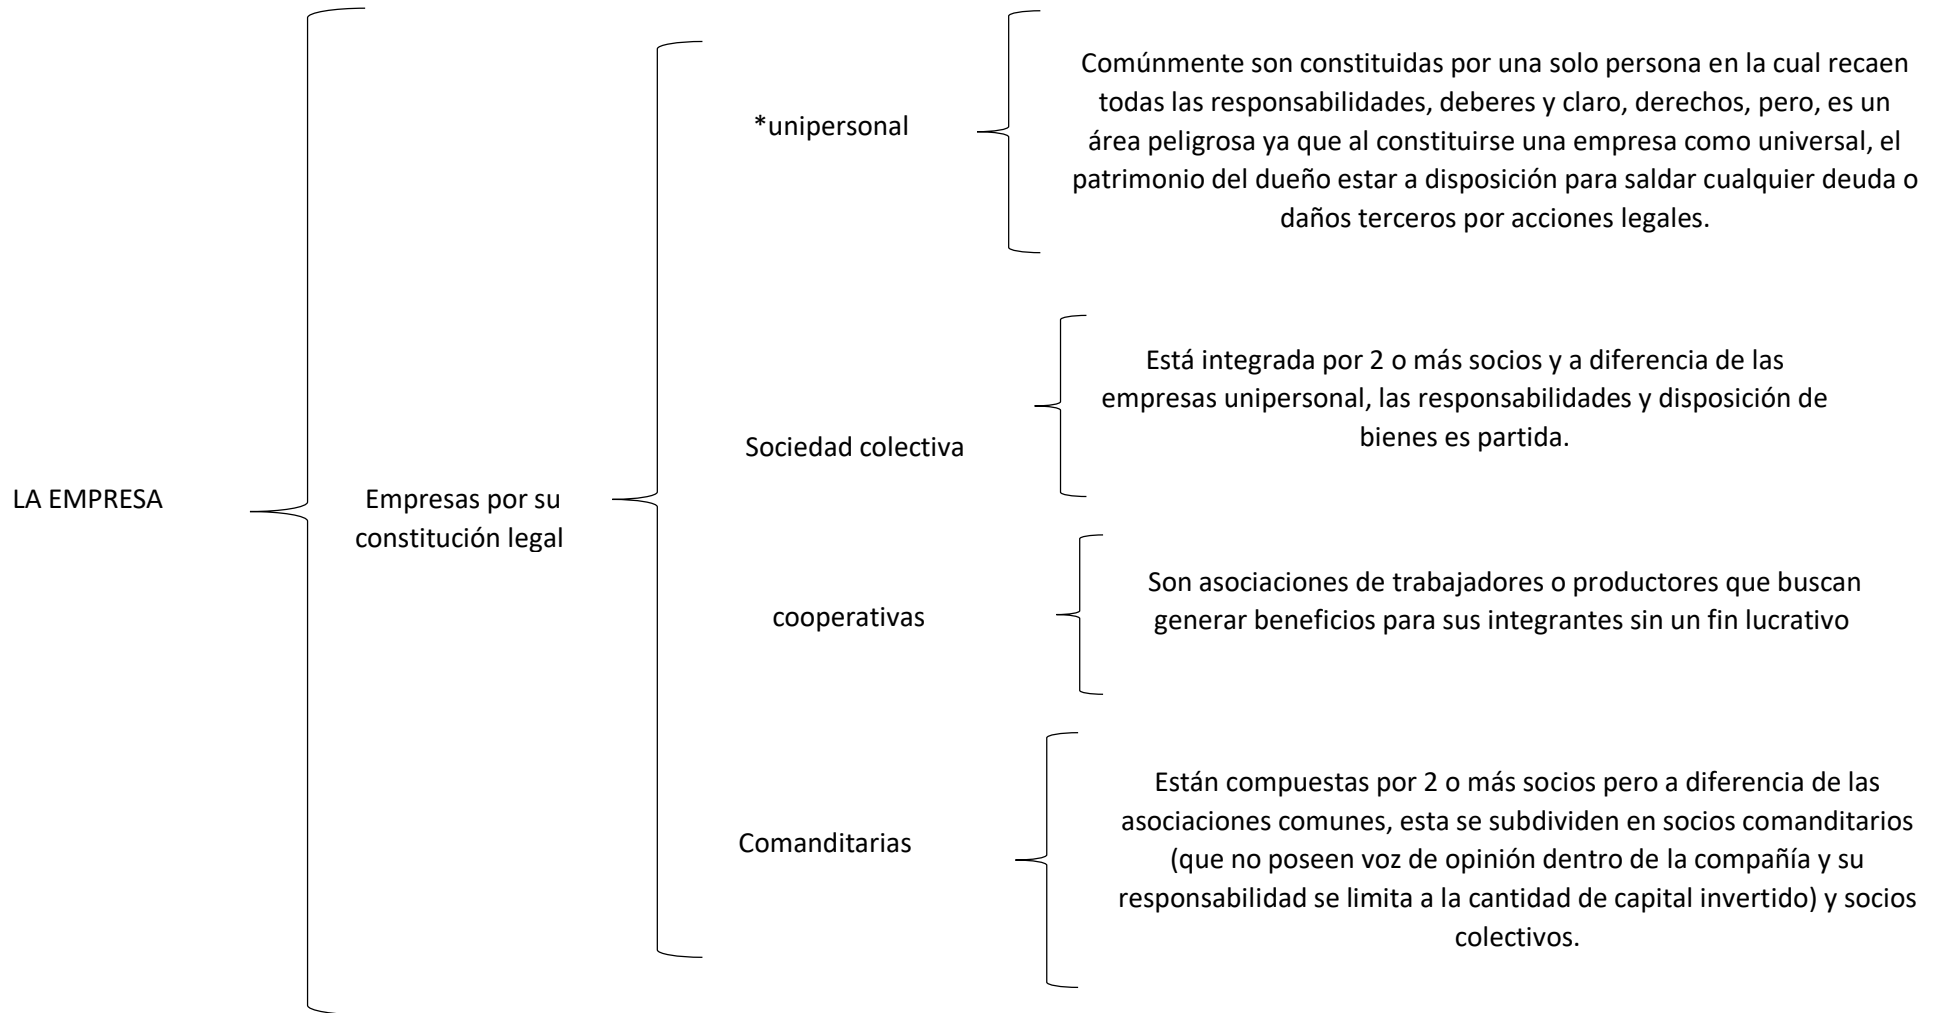 LA EMPRESA
Empresas por su
constitución legal
*unipersonal
Comúnmente son constituidas por una solo persona en la cual recaen
todas las responsabilidades, deberes y claro, derechos, pero, es un
área peligrosa ya que al constituirse una empresa como universal, el
patrimonio del dueño estar a disposición para saldar cualquier deuda o
daños terceros por acciones legales.
Sociedad colectiva
Está integrada por 2 o más socios y a diferencia de las
empresas unipersonal, las responsabilidades y disposición de
bienes es partida.
cooperativas
Son asociaciones de trabajadores o productores que buscan
generar beneficios para sus integrantes sin un fin lucrativo
Comanditarias
Están compuestas por 2 o más socios pero a diferencia de las
asociaciones comunes, esta se subdividen en socios comanditarios
(que no poseen voz de opinión dentro de la compañía y su
responsabilidad se limita a la cantidad de capital invertido) y socios
colectivos.